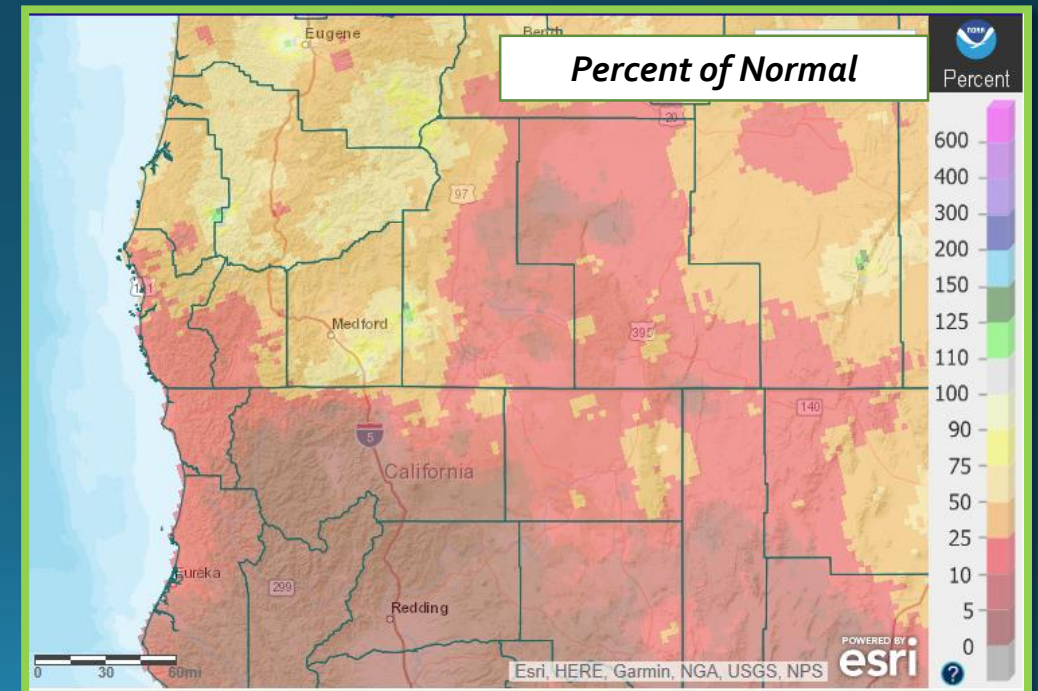 Eugene
Bend
Percent of Normal
noaa
Percent
20
97
600
400
300
200
150
125
110
100
90
75
50
25
10
5
0
101
Medford
395
140
5
California
Eureka
299
Redding
0 30 60mi
Esri, HERE, Garmin, NGA, USGS, NPS
POWERED BY
esri
?